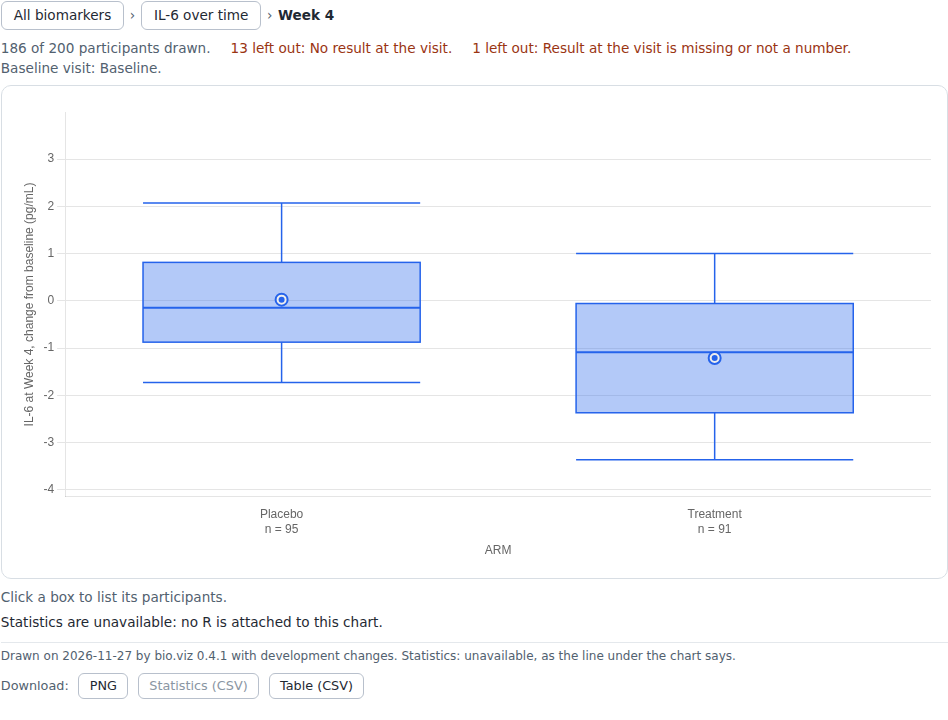 All biomarkers › IL-6 over time › Week 4
186 of 200 participants drawn. 13 left out: No result at the visit. 1 left out: Result at the visit is missing or not a number.
Baseline visit: Baseline.
IL-6 at Week 4, change from baseline (pg/mL)
3
2
1
0
-1
-2
-3
-4
Placebo Treatment
n = 95 n = 91
ARM
Click a box to list its participants.
Statistics are unavailable: no R is attached to this chart.
Drawn on 2026-11-27 by bio.viz 0.4.1 with development changes. Statistics: unavailable, as the line under the chart says.
Download: PNG Statistics (CSV) Table (CSV)